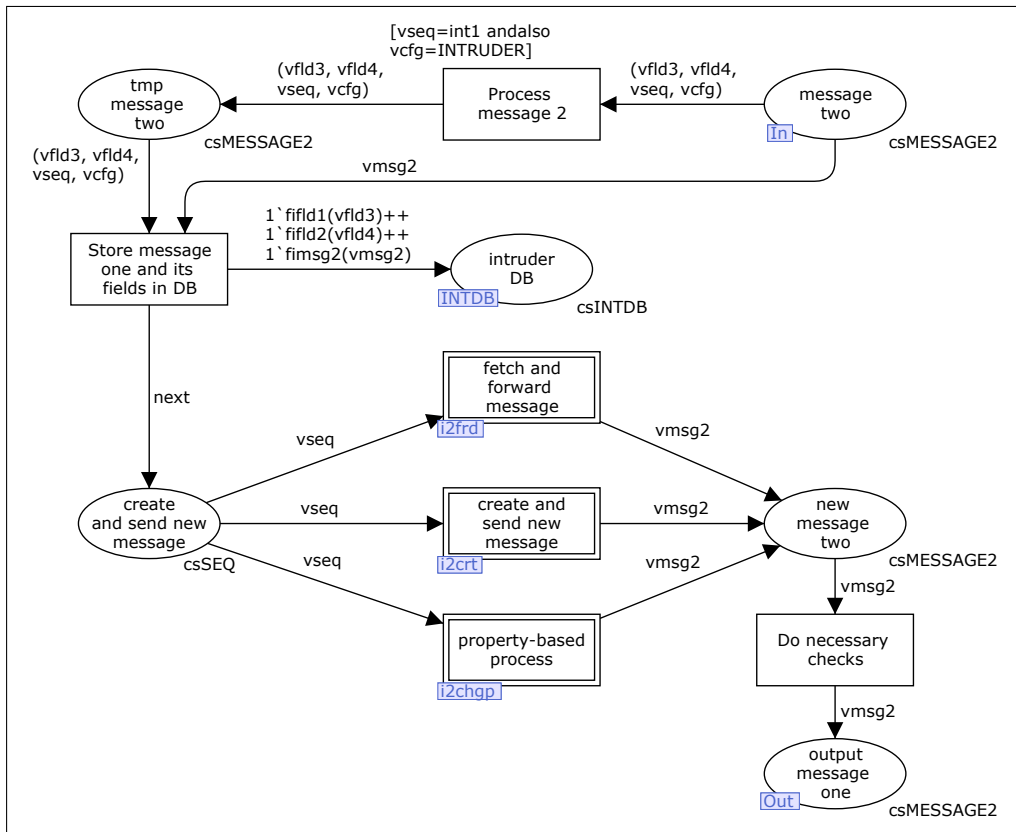 [vseq=int1 andalso
vcfg=INTRUDER]
tmp
message
two
csMESSAGE2
(vfld3, vfld4,
vseq, vcfg)
Process
message 2
(vfld3, vfld4,
vseq, vcfg)
message
two
In
csMESSAGE2
(vfld3, vfld4,
vseq, vcfg)
vmsg2
Store message
one and its
fields in DB
1`fifld1(vfld3)++
1`fifld2(vfld4)++
1`fimsg2(vmsg2)
intruder
DB
INTDB
csINTDB
next
fetch and
forward
message
i2frd
vseq
vmsg2
create
and send new
message
csSEQ
vseq
create and
send new
message
i2crt
vmsg2
new
message
two
csMESSAGE2
vseq
vmsg2
property-based
process
i2chgp
vmsg2
Do necessary
checks
vmsg2
output
message
one
Out
csMESSAGE2